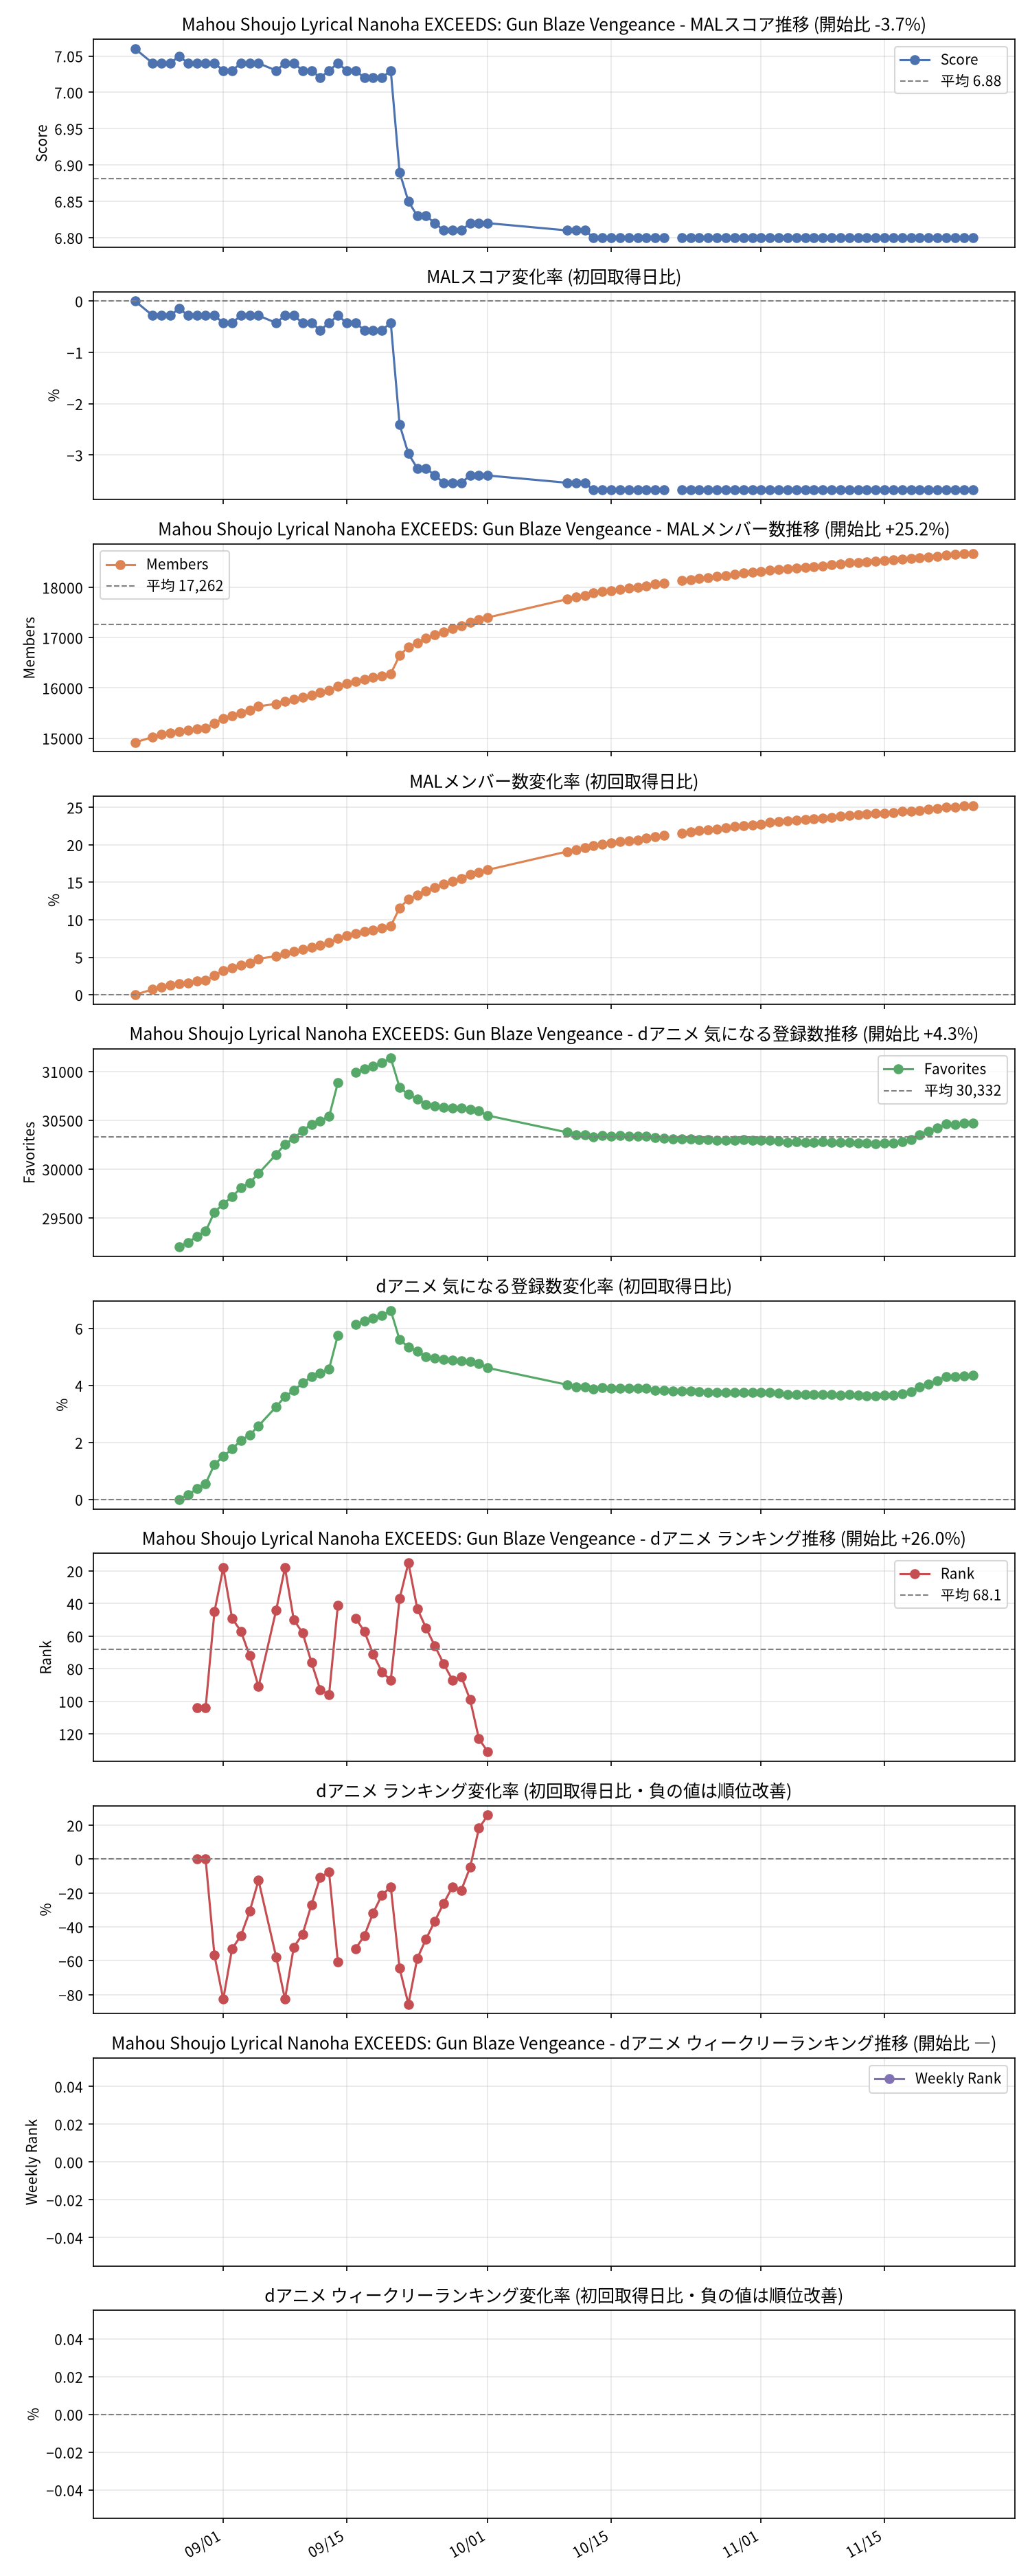 Mahou Shoujo Lyrical Nanoha EXCEEDS: Gun Blaze Vengeance - MALスコア推移 (開始比 -3.7%)
Score
7.05
7.00
6.95
6.90
6.85
6.80
Score
平均 6.88
MALスコア変化率 (初回取得日比)
%
0
−1
−2
−3
Mahou Shoujo Lyrical Nanoha EXCEEDS: Gun Blaze Vengeance - MALメンバー数推移 (開始比 +25.2%)
Members
18000
17000
16000
15000
Members
平均 17,262
MALメンバー数変化率 (初回取得日比)
%
25
20
15
10
5
0
Mahou Shoujo Lyrical Nanoha EXCEEDS: Gun Blaze Vengeance - dアニメ 気になる登録数推移 (開始比 +4.3%)
Favorites
31000
30500
30000
29500
Favorites
平均 30,332
dアニメ 気になる登録数変化率 (初回取得日比)
%
6
4
2
0
Mahou Shoujo Lyrical Nanoha EXCEEDS: Gun Blaze Vengeance - dアニメ ランキング推移 (開始比 +26.0%)
Rank
20
40
60
80
100
120
Rank
平均 68.1
dアニメ ランキング変化率 (初回取得日比・負の値は順位改善)
%
20
0
−20
−40
−60
−80
Mahou Shoujo Lyrical Nanoha EXCEEDS: Gun Blaze Vengeance - dアニメ ウィークリーランキング推移 (開始比 —)
Weekly Rank
0.04
0.02
0.00
−0.02
−0.04
Weekly Rank
dアニメ ウィークリーランキング変化率 (初回取得日比・負の値は順位改善)
%
0.04
0.02
0.00
−0.02
−0.04
09/01
09/15
10/01
10/15
11/01
11/15